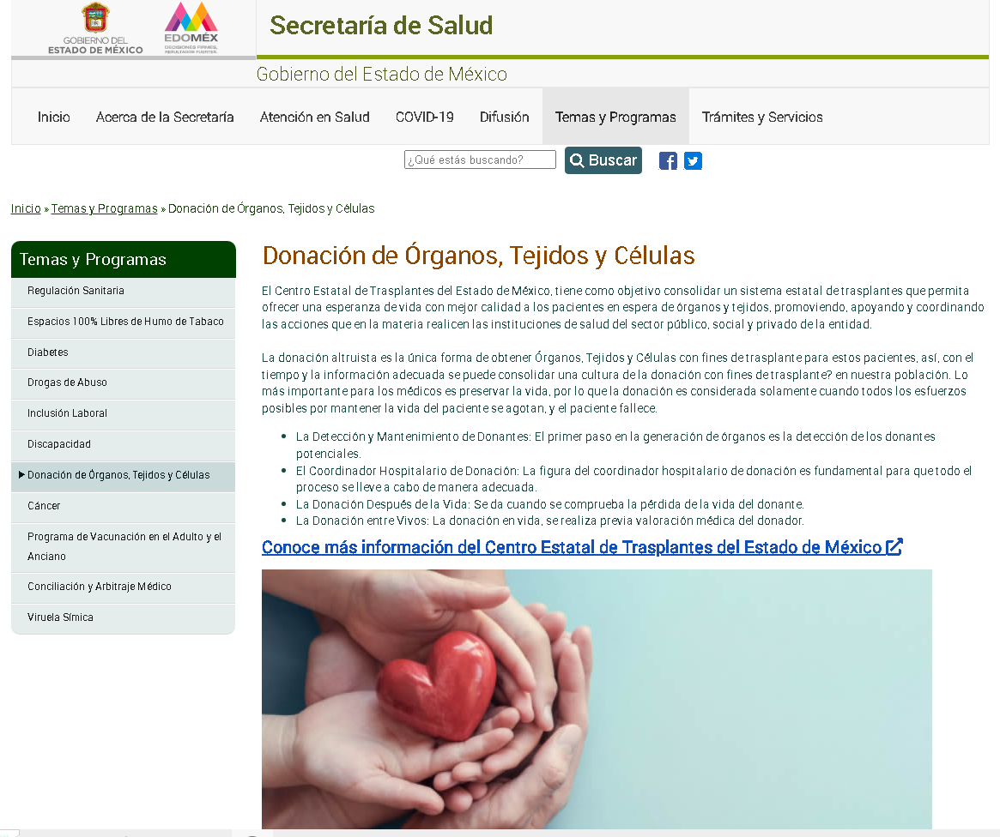 GOBIERNO DEL
ESTADO DE MÉXICO
EDOMÉX
DECISIONES FIRMES,
RESULTADOS FUERTES.
Secretaría de Salud
Gobierno del Estado de México
Inicio Acerca de la Secretaría Atención en Salud COVID-19 Difusión Temas y Programas Trámites y Servicios
¿Qué estás buscando? Buscar
Inicio » Temas y Programas » Donación de Órganos, Tejidos y Células
Temas y Programas
Regulación Sanitaria
Espacios 100% Libres de Humo de Tabaco
Diabetes
Drogas de Abuso
Inclusión Laboral
Discapacidad
Donación de Órganos, Tejidos y Células
Cáncer
Programa de Vacunación en el Adulto y el
Anciano
Conciliación y Arbitraje Médico
Viruela Símica
Donación de Órganos, Tejidos y Células
El Centro Estatal de Trasplantes del Estado de México, tiene como objetivo consolidar un sistema estatal de trasplantes que permita
ofrecer una esperanza de vida con mejor calidad a los pacientes en espera de órganos y tejidos, promoviendo, apoyando y coordinando
las acciones que en la materia realicen las instituciones de salud del sector público, social y privado de la entidad.
La donación altruista es la única forma de obtener Órganos, Tejidos y Células con fines de trasplante para estos pacientes, así, con el
tiempo y la información adecuada se puede consolidar una cultura de la donación con fines de trasplante? en nuestra población. Lo
más importante para los médicos es preservar la vida, por lo que la donación es considerada solamente cuando todos los esfuerzos
posibles por mantener la vida del paciente se agotan, y el paciente fallece.
• La Detección y Mantenimiento de Donantes: El primer paso en la generación de órganos es la detección de los donantes
potenciales.
• El Coordinador Hospitalario de Donación: La figura del coordinador hospitalario de donación es fundamental para que todo el
proceso se lleve a cabo de manera adecuada.
• La Donación Después de la Vida: Se da cuando se comprueba la pérdida de la vida del donante.
• La Donación entre Vivos: La donación en vida, se realiza previa valoración médica del donador.
Conoce más información del Centro Estatal de Trasplantes del Estado de México